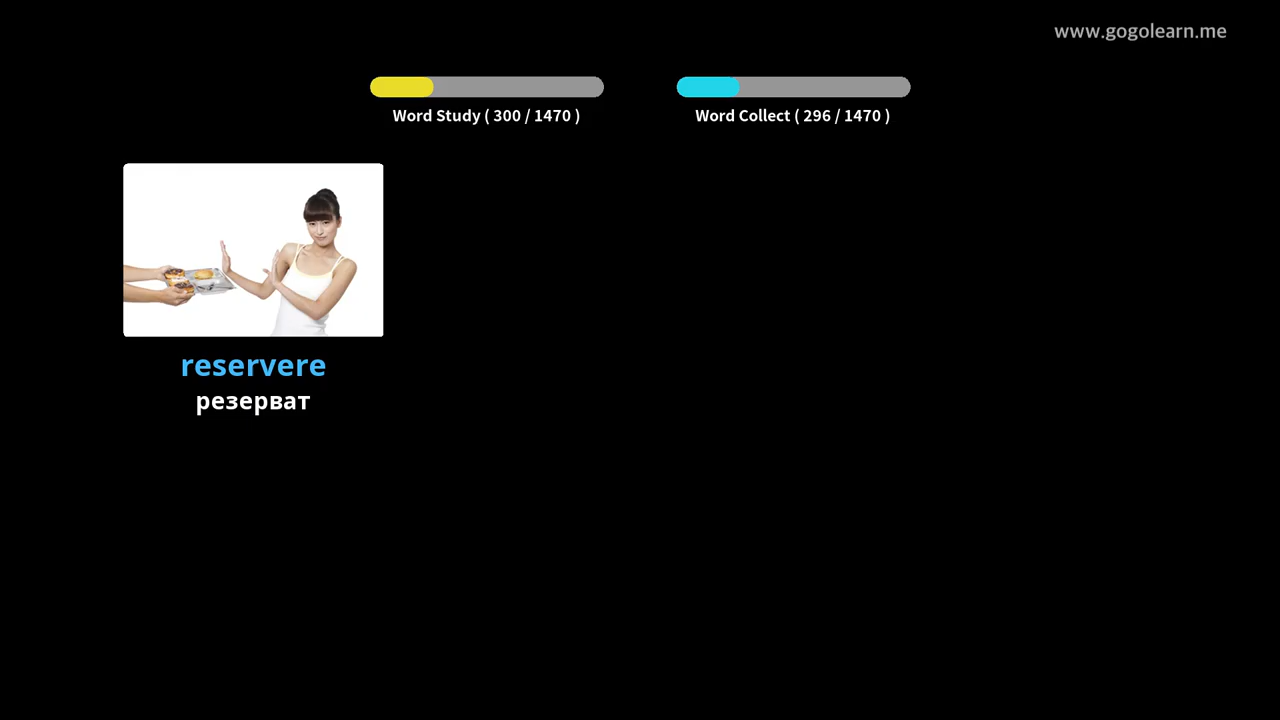 www.gogolearn.me
Word Study ( 300 / 1470 )
Word Collect ( 296 / 1470 )
reservere
резерват